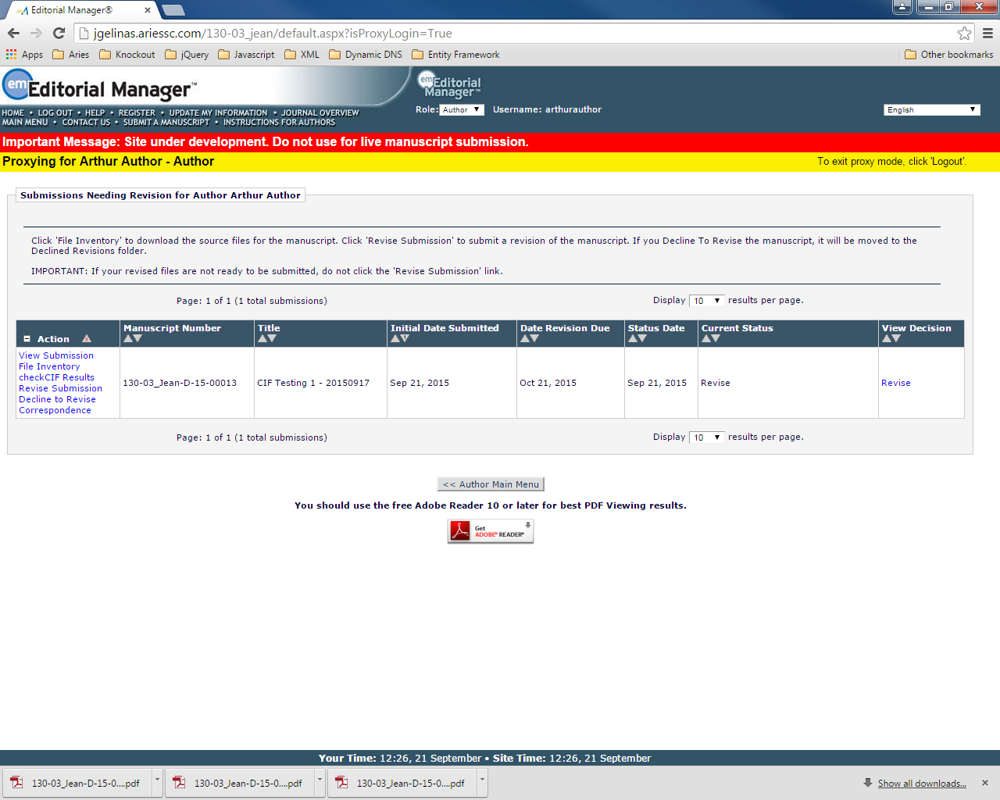 Editorial Manager®
jgelinas.ariessc.com/130-03_jean/default.aspx?isProxyLogin=True
Apps Aries Knockout jQuery Javascript XML Dynamic DNS Entity Framework Other bookmarks
em Editorial Manager™
em Editorial Manager™
HOME • LOG OUT • HELP • REGISTER • UPDATE MY INFORMATION • JOURNAL OVERVIEW
MAIN MENU • CONTACT US • SUBMIT A MANUSCRIPT • INSTRUCTIONS FOR AUTHORS
Role: Author Username: arthurauthor English
Important Message: Site under development. Do not use for live manuscript submission.
Proxying for Arthur Author - Author To exit proxy mode, click 'Logout'.
Submissions Needing Revision for Author Arthur Author
Click 'File Inventory' to download the source files for the manuscript. Click 'Revise Submission' to submit a revision of the manuscript. If you Decline To Revise the manuscript, it will be moved to the
Declined Revisions folder.
IMPORTANT: If your revised files are not ready to be submitted, do not click the 'Revise Submission' link.
Page: 1 of 1 (1 total submissions) Display 10 results per page.
Action Manuscript Number Title Initial Date Submitted Date Revision Due Status Date Current Status View Decision
View Submission
File Inventory
checkCIF Results
Revise Submission
Decline to Revise
Correspondence
130-03_Jean-D-15-00013 CIF Testing 1 - 20150917 Sep 21, 2015 Oct 21, 2015 Sep 21, 2015 Revise Revise
Page: 1 of 1 (1 total submissions) Display 10 results per page.
<< Author Main Menu
You should use the free Adobe Reader 10 or later for best PDF Viewing results.
Get
ADOBE® READER®
Your Time: 12:26, 21 September • Site Time: 12:26, 21 September
130-03_Jean-D-15-0....pdf 130-03_Jean-D-15-0....pdf 130-03_Jean-D-15-0....pdf Show all downloads...